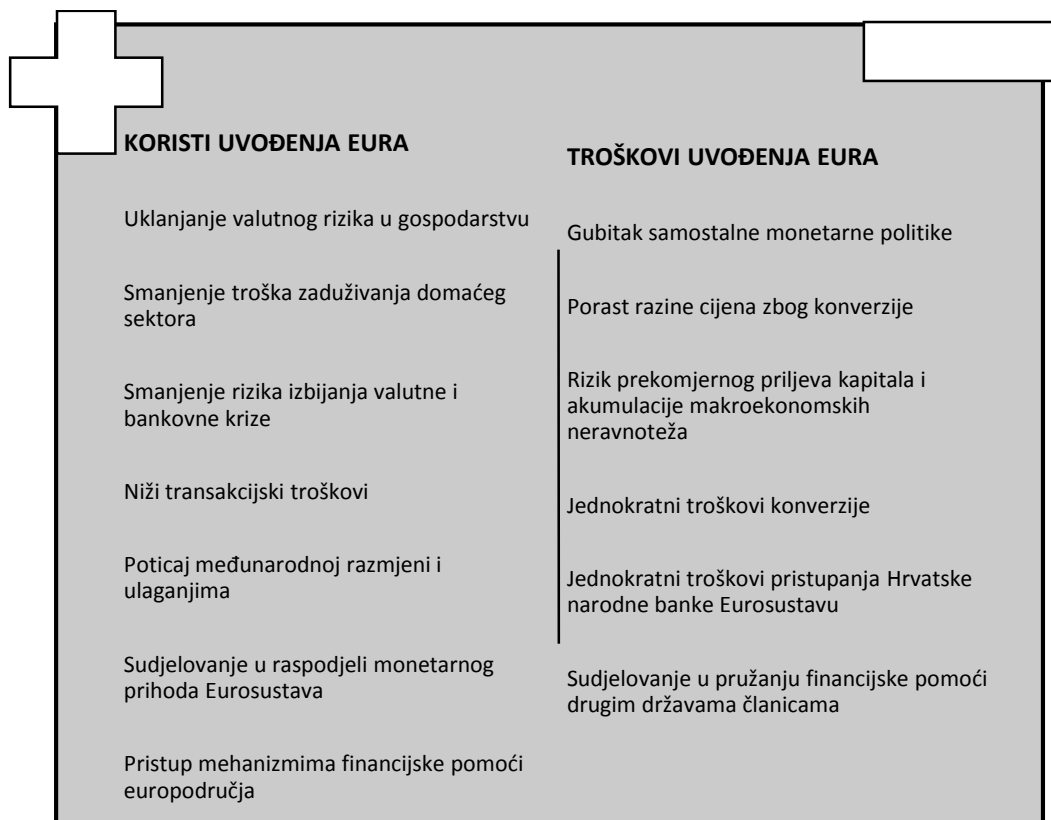 KORISTI UVOĐENJA EURA
Uklanjanje valutnog rizika u gospodarstvu
Smanjenje troška zaduživanja domaćeg
sektora
Smanjenje rizika izbijanja valutne i
bankovne krize
Niži transakcijski troškovi
Poticaj međunarodnoj razmjeni i
ulaganjima
Sudjelovanje u raspodjeli monetarnog
prihoda Eurosustava
Pristup mehanizmima financijske pomoći
europodručja
TROŠKOVI UVOĐENJA EURA
Gubitak samostalne monetarne politike
Porast razine cijena zbog konverzije
Rizik prekomjernog priljeva kapitala i
akumulacije makroekonomskih
neravnoteža
Jednokratni troškovi konverzije
Jednokratni troškovi pristupanja Hrvatske
narodne banke Eurosustavu
Sudjelovanje u pružanju financijske pomoći
drugim državama članicama